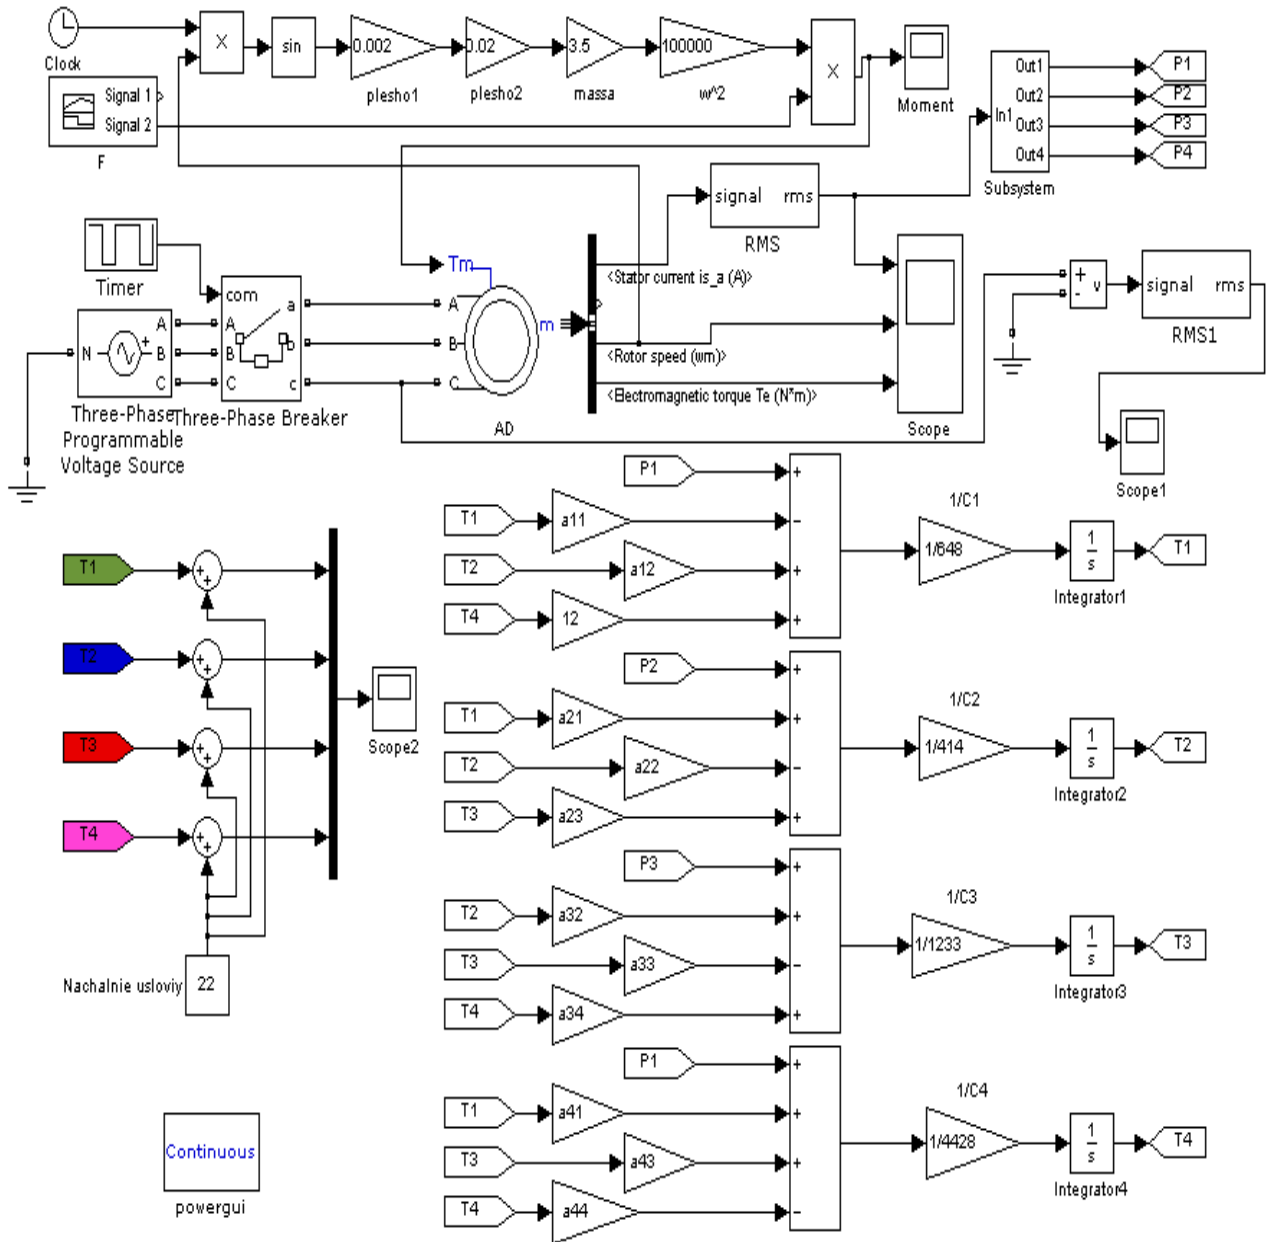 Clock
X
sin
0.002
plesho1
0.02
plesho2
3.5
massa
100000
w^2
X
Moment
Signal 1
Signal 2
F
In1
Out1
Out2
Out3
Out4
Subsystem
P1
P2
P3
P4
signal rms
RMS
Timer
com
A
B
C
a
b
c
Three-Phase Breaker
N
+
A
B
C
Three-Phase
Programmable
Voltage Source
Tm
A
B
C
m
AD
<Stator current is_a (A)>
<Rotor speed (wm)>
<Electromagnetic torque Te (N*m)>
Scope
+
-
v
signal rms
RMS1
Scope1
T1
+
+
T2
+
+
T3
+
+
T4
+
+
Scope2
Nachalnie usloviy
22
Continuous
powergui
P1
+
T1
a11
−
T2
a12
+
T4
12
+
1/C1
1/648
1
s
Integrator1
T1
P2
+
T1
a21
+
T2
a22
−
T3
a23
+
1/C2
1/414
1
s
Integrator2
T2
P3
+
T2
a32
+
T3
a33
−
T4
a34
+
1/C3
1/1233
1
s
Integrator3
T3
P1
+
T1
a41
+
T3
a43
+
T4
a44
−
1/C4
1/4428
1
s
Integrator4
T4